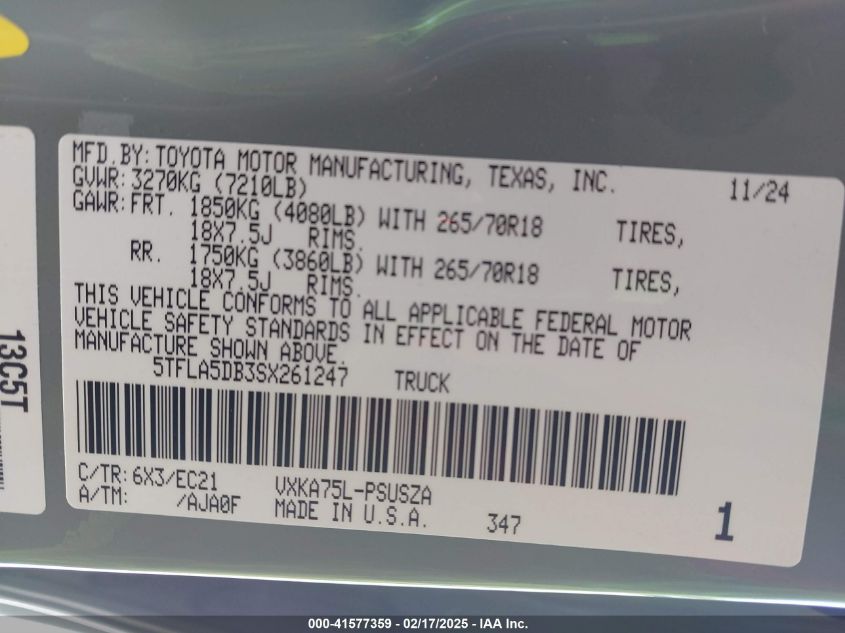 MFD.BY: TOYOTA MOTOR MANUFACTURING, TEXAS, INC. 11/24
GVWR: 3270KG (7210LB)
GAWR: FRT. 1850KG (4080LB) WITH 265/70R18 TIRES,
18X7.5J RIMS.
RR. 1750KG (3860LB) WITH 265/70R18 TIRES,
18X7.5J RIMS.
THIS VEHICLE CONFORMS TO ALL APPLICABLE FEDERAL MOTOR
VEHICLE SAFETY STANDARDS IN EFFECT ON THE DATE OF
MANUFACTURE SHOWN ABOVE.
5TFLA5DB3SX261247 TRUCK
C/TR: 6X3/EC21 VXKA75L-PSUSZA
A/TM: /AJA0F MADE IN U.S.A. 347 1
13C5T
000-41577359 - 02/17/2025 - IAA Inc.